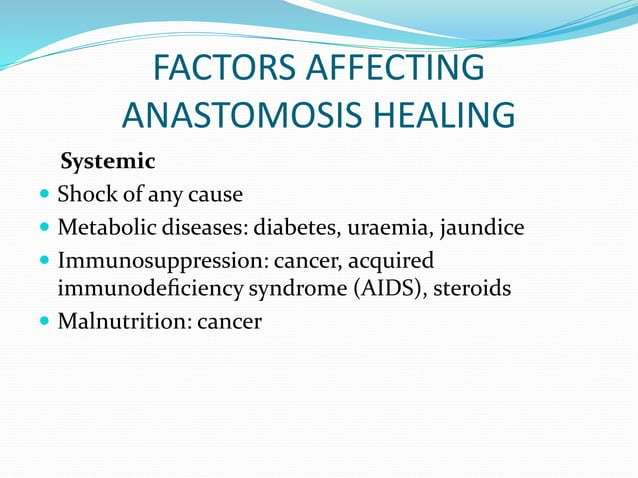 FACTORS AFFECTING
ANASTOMOSIS HEALING
Systemic
• Shock of any cause
• Metabolic diseases: diabetes, uraemia, jaundice
• Immunosuppression: cancer, acquired
immunodeficiency syndrome (AIDS), steroids
• Malnutrition: cancer